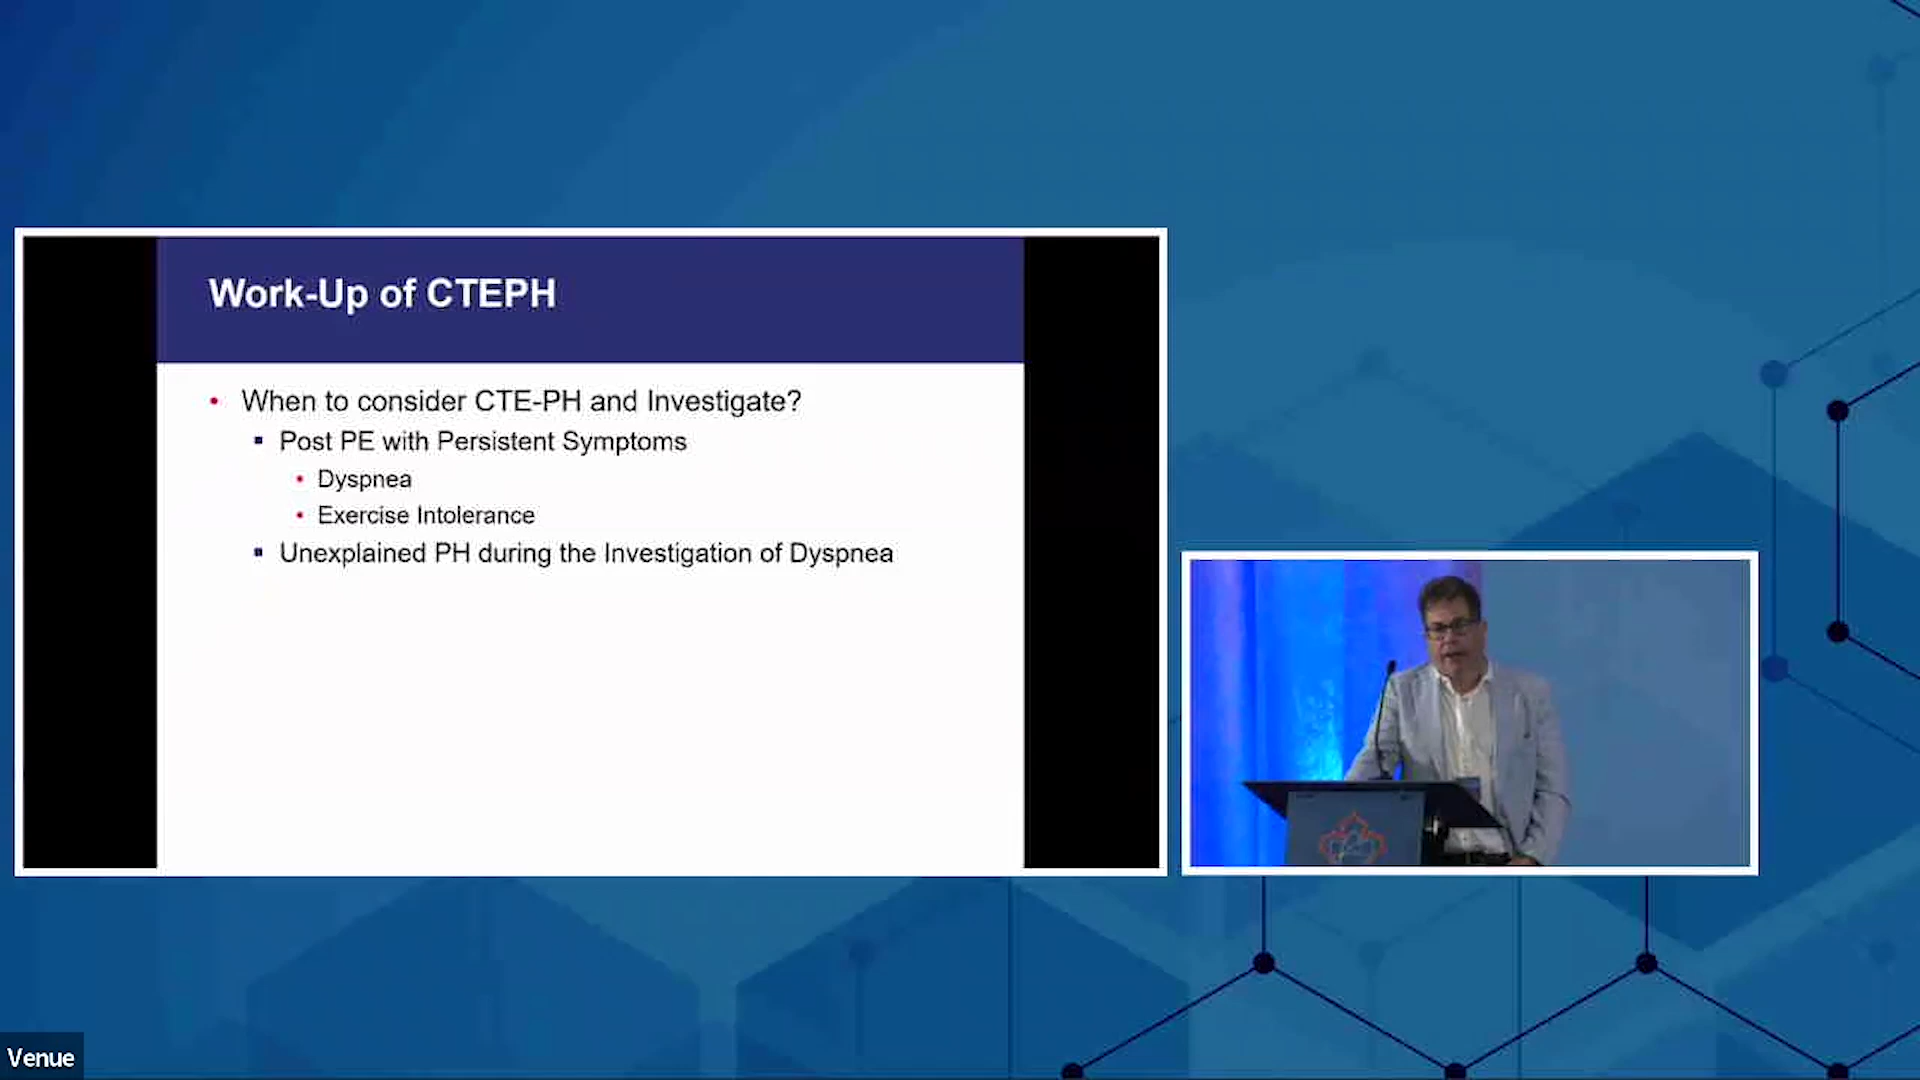 Work-Up of CTEPH
When to consider CTE-PH and Investigate?
Post PE with Persistent Symptoms
Dyspnea
Exercise Intolerance
Unexplained PH during the Investigation of Dyspnea
Venue